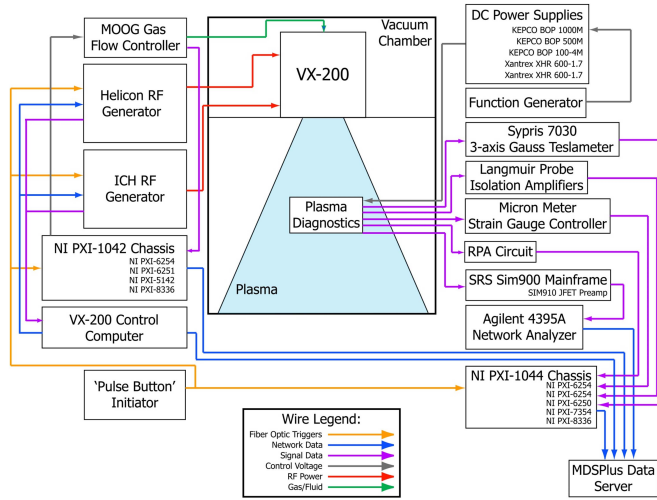 MOOG Gas
Flow Controller
Helicon RF
Generator
ICH RF
Generator
NI PXI-1042 Chassis
NI PXI-6254
NI PXI-6251
NI PXI-5142
NI PXI-8336
VX-200 Control
Computer
'Pulse Button'
Initiator
Vacuum
Chamber
VX-200
Plasma
Diagnostics
Plasma
DC Power Supplies
KEPCO BOP 1000M
KEPCO BOP 500M
KEPCO BOP 100-4M
Xantrex XHR 600-1.7
Xantrex XHR 600-1.7
Function Generator
Sypris 7030
3-axis Gauss Teslameter
Langmuir Probe
Isolation Amplifiers
Micron Meter
Strain Gauge Controller
RPA Circuit
SRS Sim900 Mainframe
SIM910 JFET Preamp
Agilent 4395A
Network Analyzer
NI PXI-1044 Chassis
NI PXI-6254
NI PXI-6254
NI PXI-6250
NI PXI-7354
NI PXI-8336
MDSPlus Data
Server
Wire Legend:
Fiber Optic Triggers
Network Data
Signal Data
Control Voltage
RF Power
Gas/Fluid